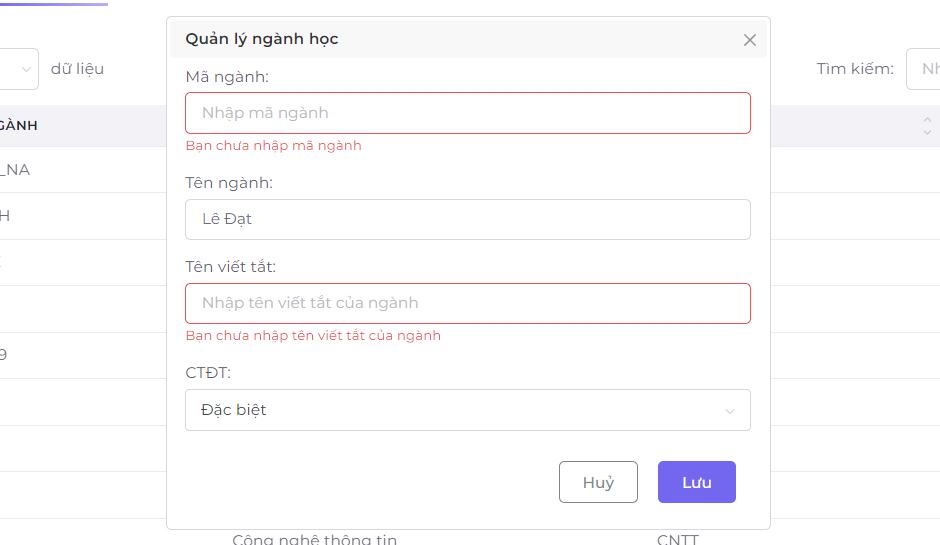 Quản lý ngành học
dữ liệu
Tìm kiếm:
Mã ngành:
Nhập mã ngành
Bạn chưa nhập mã ngành
_NA
Tên ngành:
Lê Đạt
H
Tên viết tắt:
Nhập tên viết tắt của ngành
Bạn chưa nhập tên viết tắt của ngành
9
CTĐT:
Đặc biệt
Huỷ
Lưu
Công nghệ thông tin
CNTT